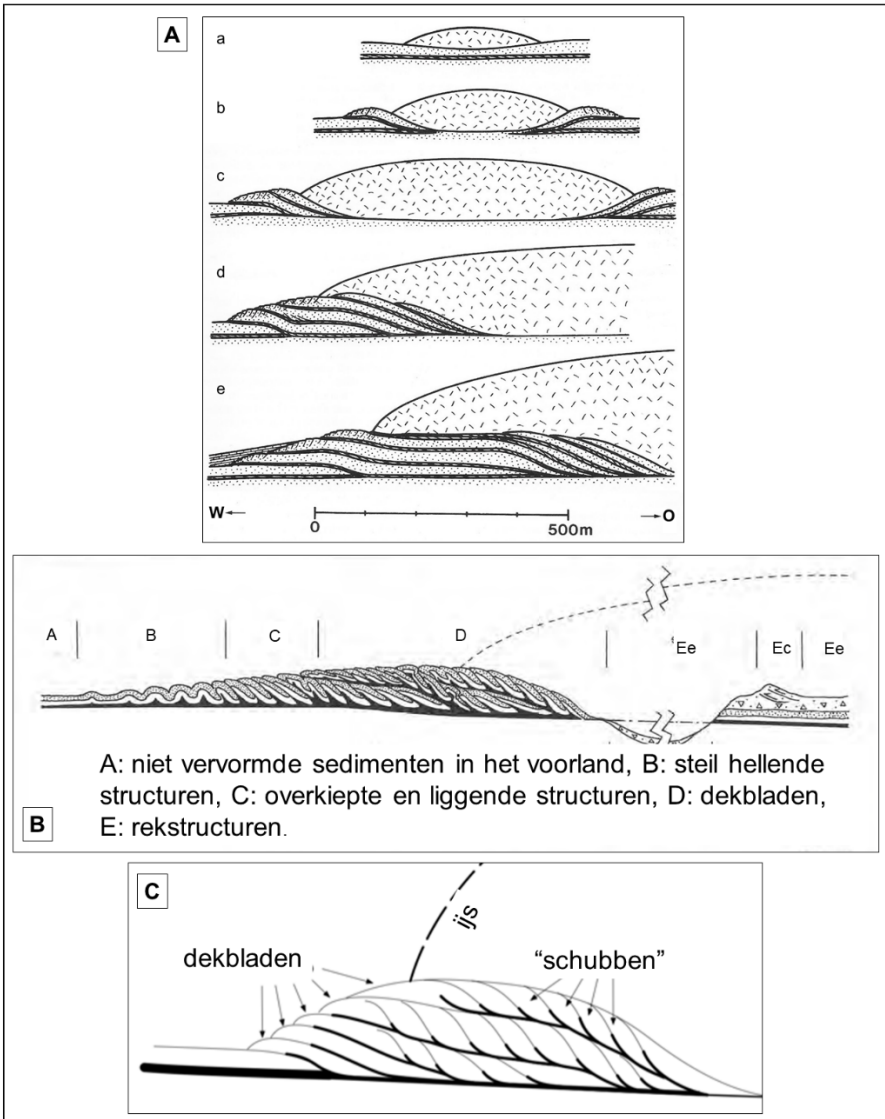 A
a
b
c
d
e
W
0
500m
O
A
B
C
D
Ee
Ec
Ee
A: niet vervormde sedimenten in het voorland, B: steil hellende
structuren, C: overkiepte en liggende structuren, D: dekbladen,
E: rekstructuren.
B
C
ijs
dekbladen
“schubben”